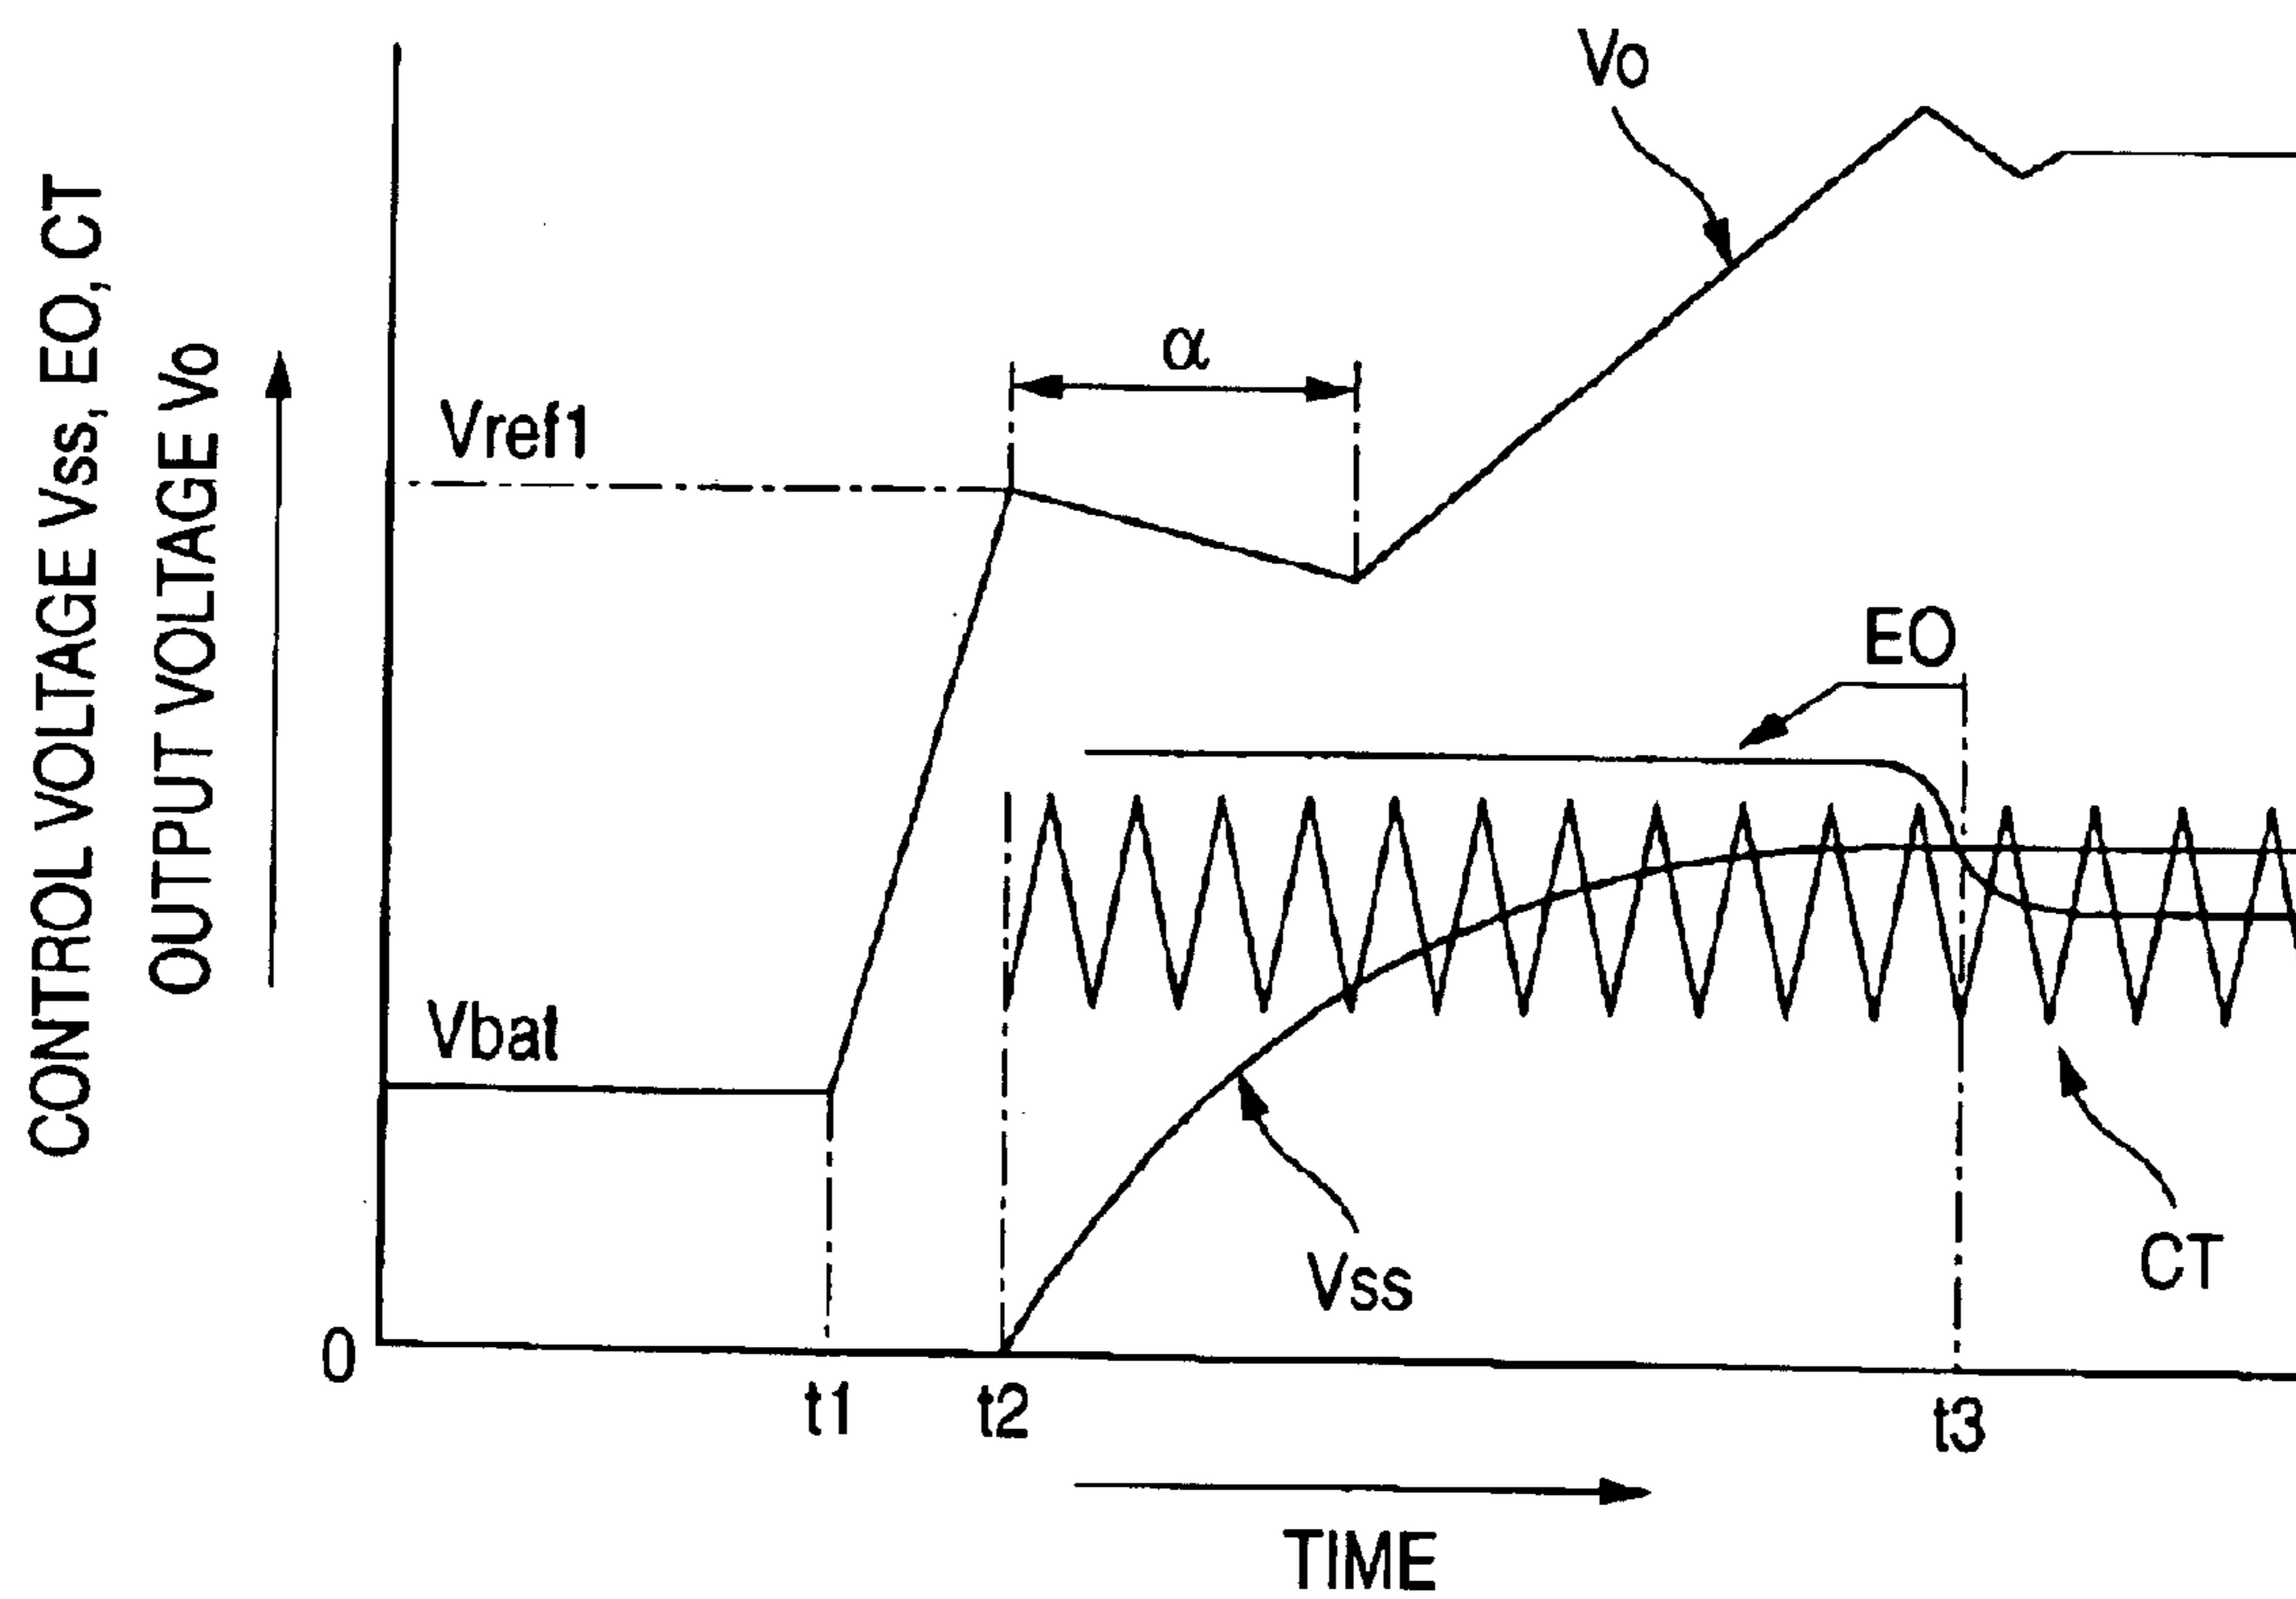 CONTROL VOLTAGE Vss, EO, CT
OUTPUT VOLTAGE Vo
Vo
α
Vref1
EO
Vbat
Vss
CT
0
t1
t2
t3
TIME